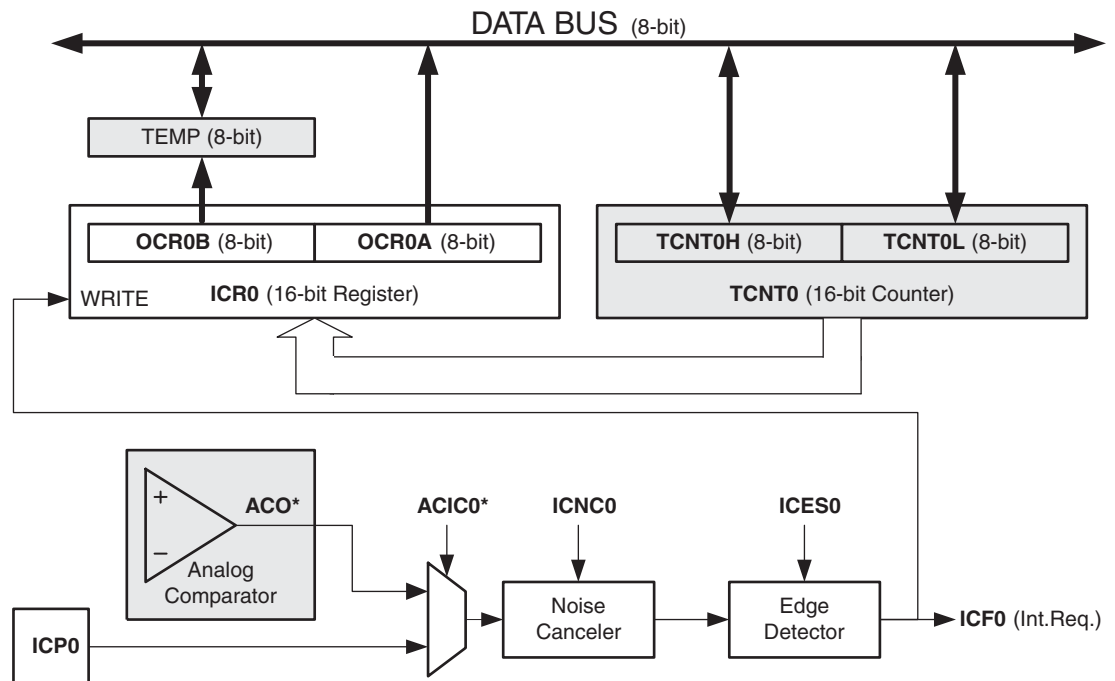 DATA BUS (8-bit)
TEMP (8-bit)
OCR0B (8-bit)
OCR0A (8-bit)
TCNT0H (8-bit)
TCNT0L (8-bit)
WRITE
ICR0 (16-bit Register)
TCNT0 (16-bit Counter)
+
−
ACO*
Analog
Comparator
ACIC0*
ICNC0
ICES0
Noise
Canceler
Edge
Detector
ICF0 (Int.Req.)
ICP0